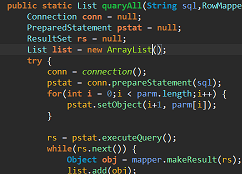 public static List quaryAll(String sql,RowMappe
Connection conn = null;
PreparedStatement pstat = null;
ResultSet rs = null;
List list = new ArrayList();
try {
conn = connection();
pstat = conn.prepareStatement(sql);
for(int i = 0;i < parm.length;i++) {
pstat.setObject(i+1, parm[i]);
}
rs = pstat.executeQuery();
while(rs.next()) {
Object obj = mapper.makeResult(rs);
list.add(obj);